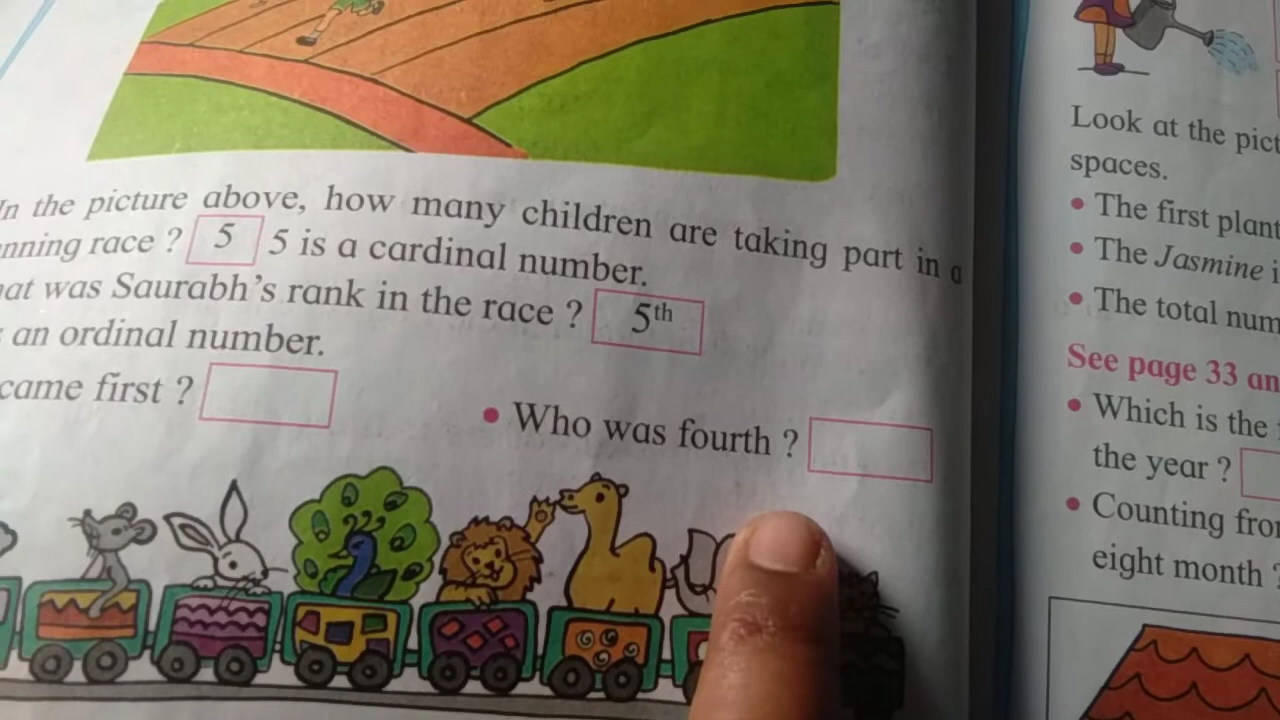 In the picture above, how many children are taking part in a
nning race ? 5 5 is a cardinal number.
hat was Saurabh's rank in the race ? 5th
an ordinal number.
came first ?
• Who was fourth ?
Look at the pict
spaces.
• The first plant
• The Jasmine i
• The total num
See page 33 an
• Which is the
the year ?
• Counting from
eight month ?